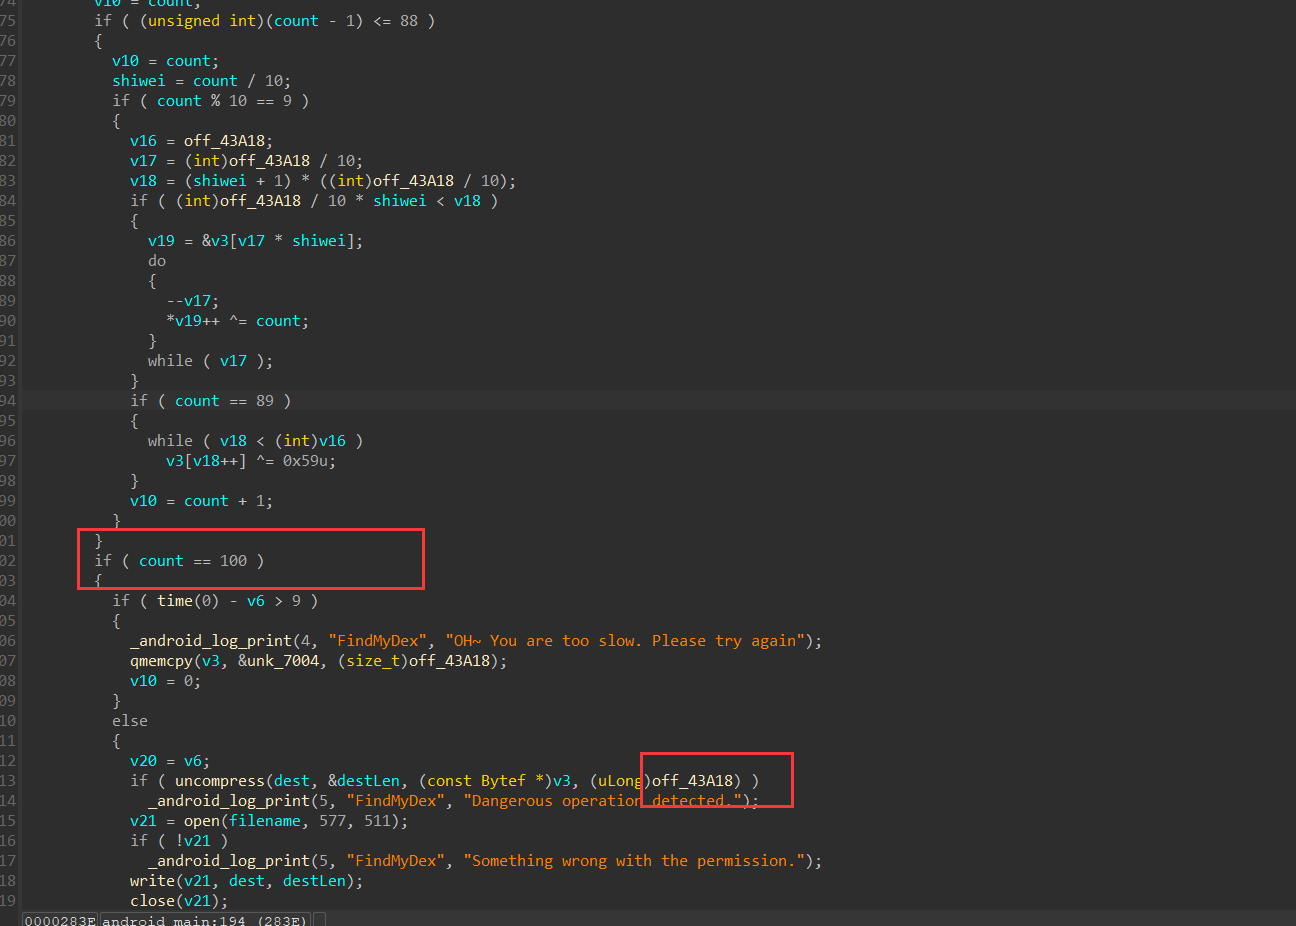 74 v10 = count;
75 if ( (unsigned int)(count - 1) <= 88 )
76 {
77 v10 = count;
78 shiwei = count / 10;
79 if ( count % 10 == 9 )
80 {
81 v16 = off_43A18;
82 v17 = (int)off_43A18 / 10;
83 v18 = (shiwei + 1) * ((int)off_43A18 / 10);
84 if ( (int)off_43A18 / 10 * shiwei < v18 )
85 {
86 v19 = &v3[v17 * shiwei];
87 do
88 {
89 --v17;
90 *v19++ ^= count;
91 }
92 while ( v17 );
93 }
94 if ( count == 89 )
95 {
96 while ( v18 < (int)v16 )
97 v3[v18++] ^= 0x59u;
98 }
99 v10 = count + 1;
00 }
01 }
02 if ( count == 100 )
03 {
04 if ( time(0) - v6 > 9 )
05 {
06 _android_log_print(4, "FindMyDex", "OH~ You are too slow. Please try again");
07 qmemcpy(v3, &unk_7004, (size_t)off_43A18);
08 v10 = 0;
09 }
10 else
11 {
12 v20 = v6;
13 if ( uncompress(dest, &destLen, (const Bytef *)v3, (uLong)off_43A18) )
14 _android_log_print(5, "FindMyDex", "Dangerous operation detected.");
15 v21 = open(filename, 577, 511);
16 if ( !v21 )
17 _android_log_print(5, "FindMyDex", "Something wrong with the permission.");
18 write(v21, dest, destLen);
19 close(v21);
0000283E android_main:194 (283E)